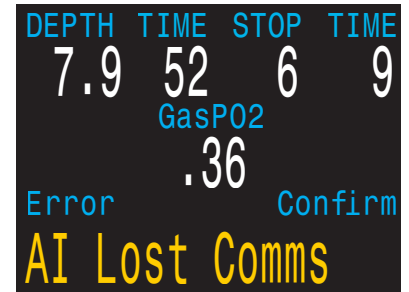 DEPTH TIME STOP TIME
7.9 52 6 9
GasPO2
.36
Error Confirm
AI Lost Comms